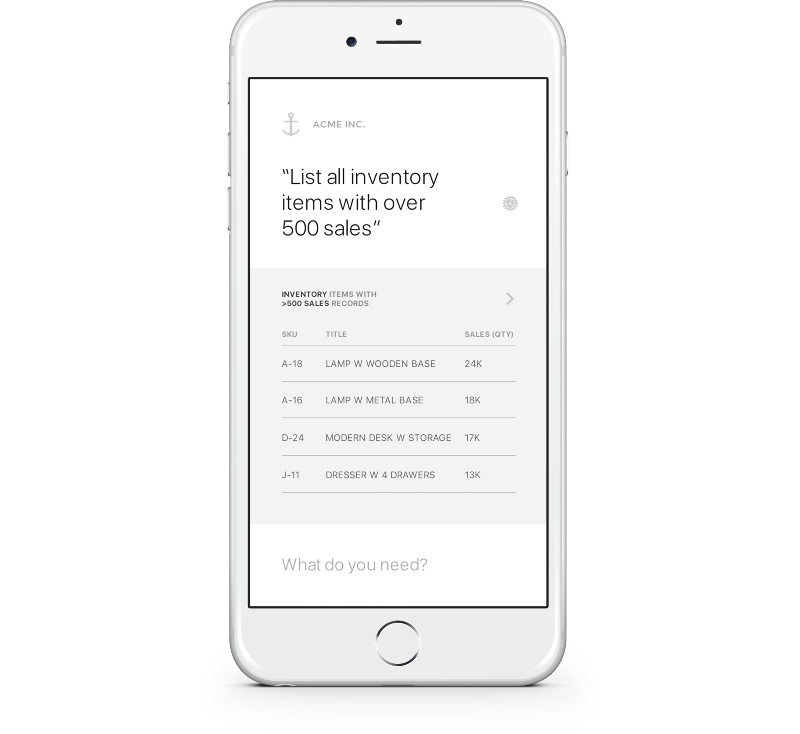 ACME INC.
“List all inventory
items with over
500 sales”
INVENTORY ITEMS WITH
>500 SALES RECORDS
SKU TITLE SALES (QTY)
A-18 LAMP W WOODEN BASE 24K
A-16 LAMP W METAL BASE 18K
D-24 MODERN DESK W STORAGE 17K
J-11 DRESSER W 4 DRAWERS 13K
What do you need?